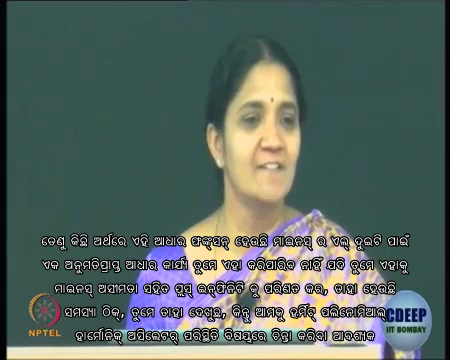 ତେଣୁ କିଛି ଅର୍ଥରେ ଏହି ଆଧାର ଫଙ୍କ୍ସନ୍ ହେଉଛି ମାଇନସ୍ ର ଏଲ୍ ଦୁଇଟି ପାଇଁ
ଏକ ଅନୁମତିପ୍ରାପ୍ତ ଆଧାର କାର୍ଯ୍ୟ ତୁମେ ଏହା କରିପାରିବ ନାହିଁ ଯଦି ତୁମେ ଏହାକୁ
ମାଇନସ୍ ଅସୀମତା ସହିତ ପ୍ଲସ୍ ଇନ୍‌ଫିନିଟି କୁ ପରିଣତ କର, ତାହା ହେଉଛି
ସମସ୍ୟା ଠିକ୍, ତୁମେ ତାହା ଦେଖୁଛ, କିନ୍ତୁ ଆମକୁ ହର୍ମିଟ୍ ପଲିନୋମିଆଲ୍
ହାର୍ମୋନିକ୍ ଅସିଲେଟର୍ ପରିସ୍ଥିତି ବିଷୟରେ ଚିନ୍ତା କରିବା ଆବଶ୍ୟକ
NPTEL
CDEEP
IIT BOMBAY